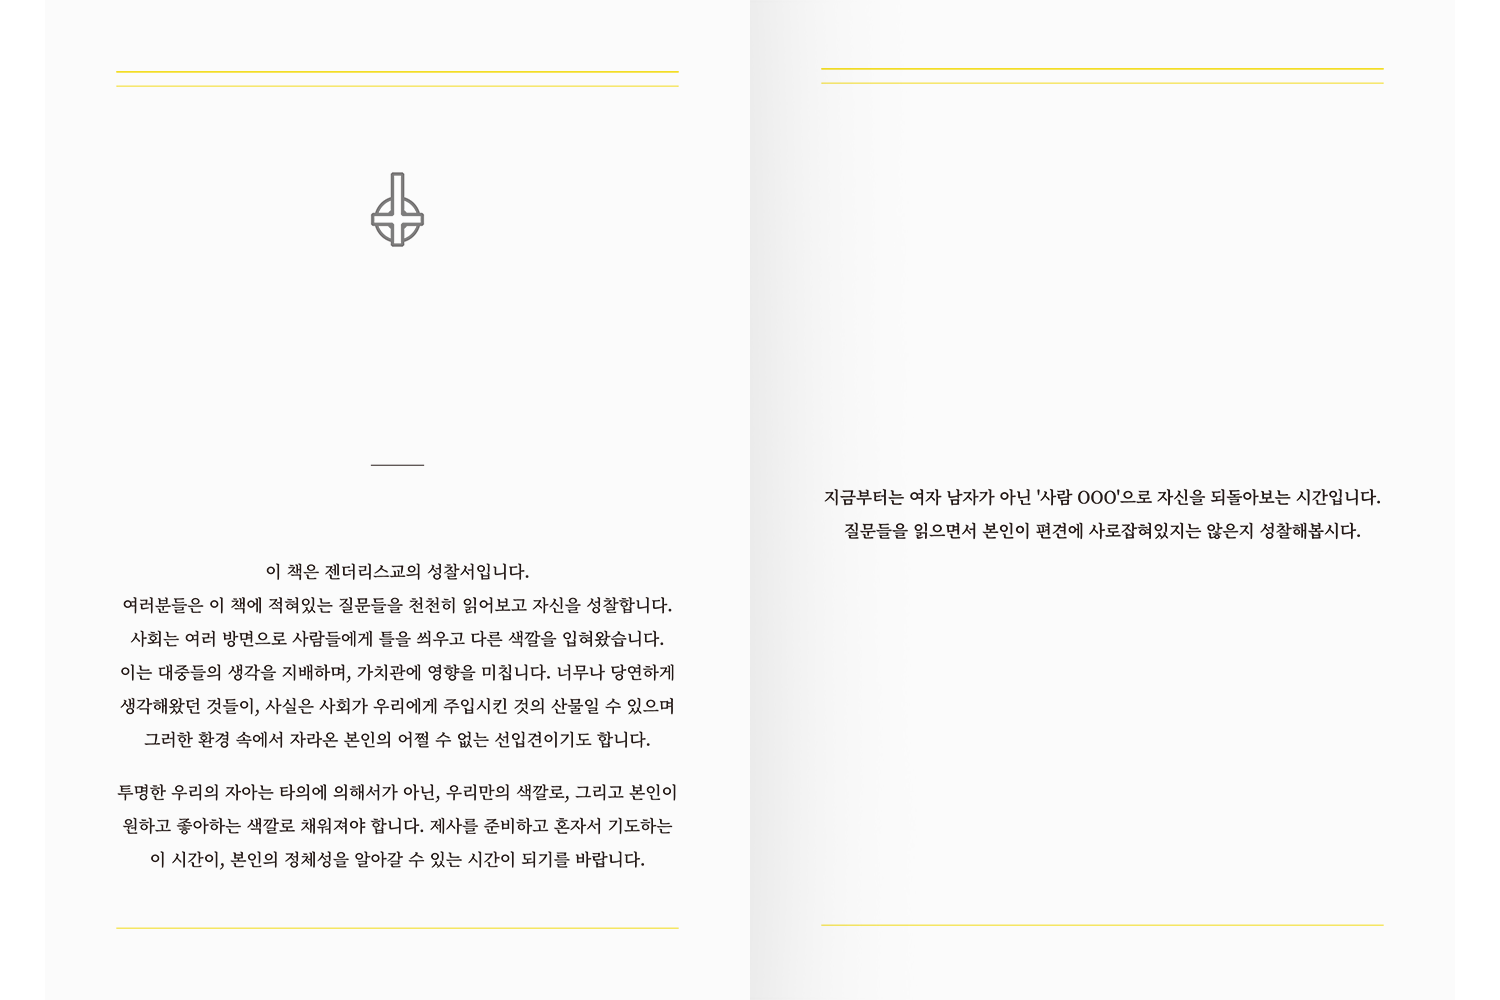 이 책은 젠더리스교의 성찰서입니다.
여러분들은 이 책에 적혀있는 질문들을 천천히 읽어보고 자신을 성찰합니다.
사회는 여러 방면으로 사람들에게 틀을 씌우고 다른 색깔을 입혀왔습니다.
이는 대중들의 생각을 지배하며, 가치관에 영향을 미칩니다. 너무나 당연하게
생각해왔던 것들이, 사실은 사회가 우리에게 주입시킨 것의 산물일 수 있으며
그러한 환경 속에서 자라온 본인의 어쩔 수 없는 선입견이기도 합니다.
투명한 우리의 자아는 타의에 의해서가 아닌, 우리만의 색깔로, 그리고 본인이
원하고 좋아하는 색깔로 채워져야 합니다. 제사를 준비하고 혼자서 기도하는
이 시간이, 본인의 정체성을 알아갈 수 있는 시간이 되기를 바랍니다.
지금부터는 여자 남자가 아닌 '사람 OOO'으로 자신을 되돌아보는 시간입니다.
질문들을 읽으면서 본인이 편견에 사로잡혀있지는 않은지 성찰해봅시다.